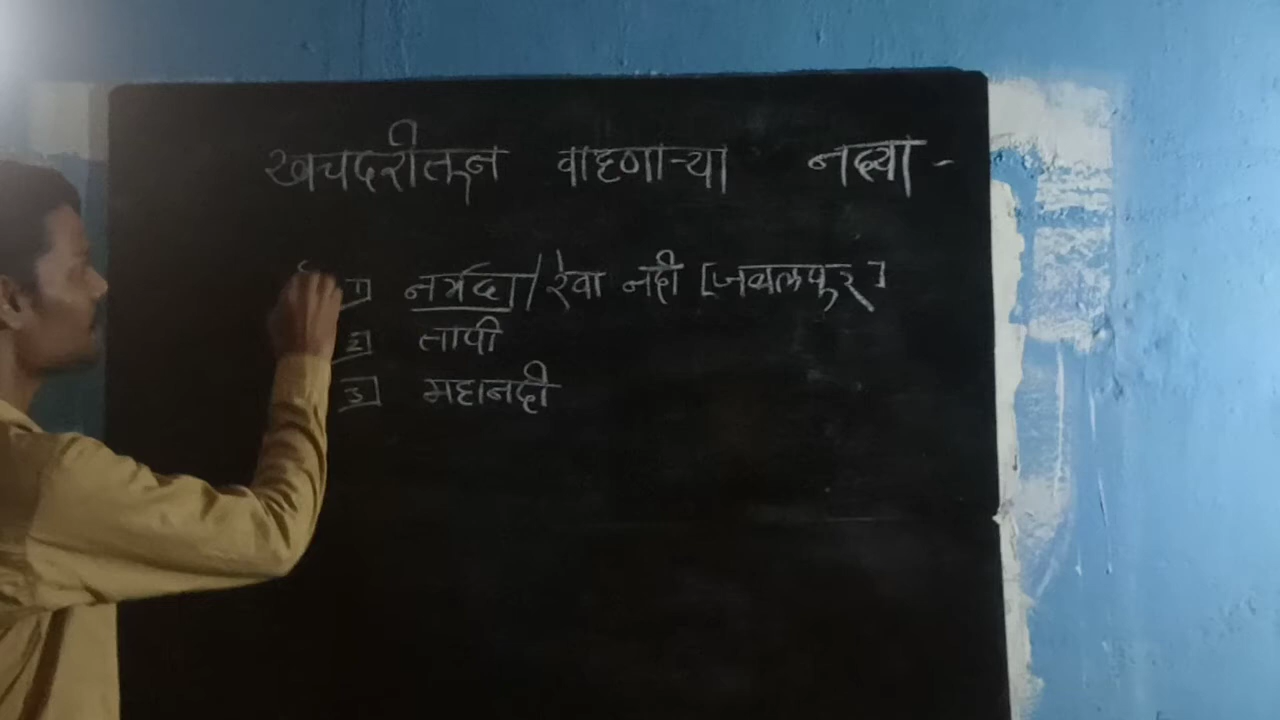 खचदरीतून वाहणाऱ्या नद्या -
1] नर्मदा / रेवा नदी [जबलपूर]
2] तापी
3] महानदी